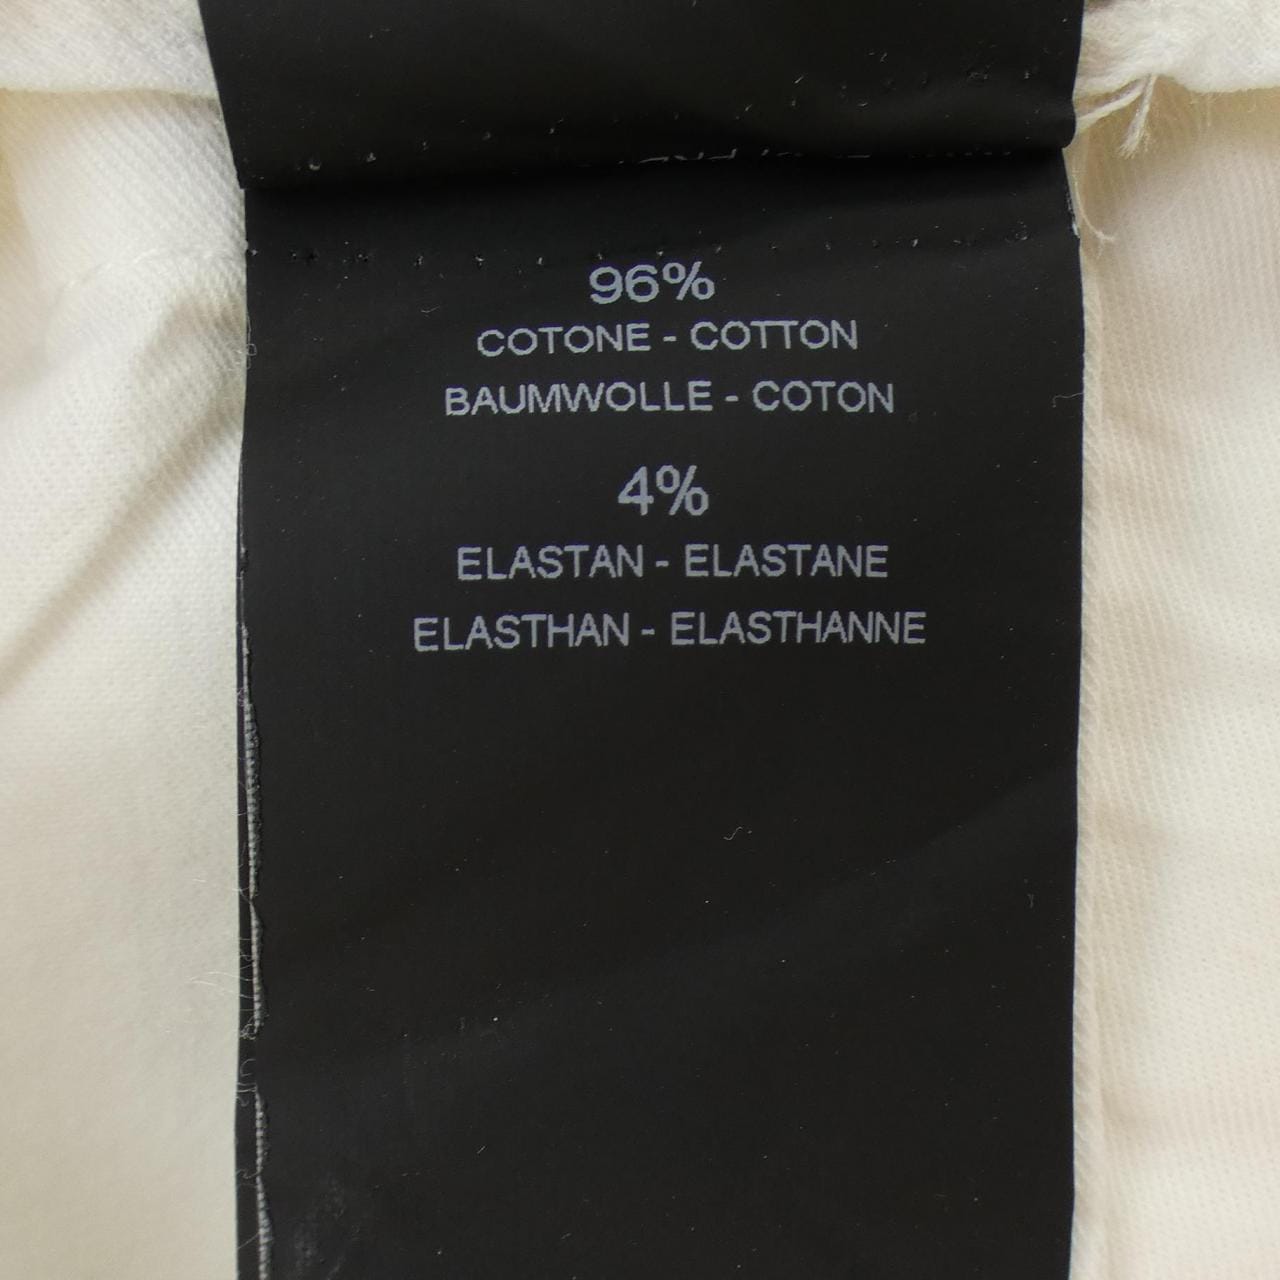 96%
COTONE - COTTON
BAUMWOLLE - COTON
4%
ELASTAN - ELASTANE
ELASTHAN - ELASTHANNE